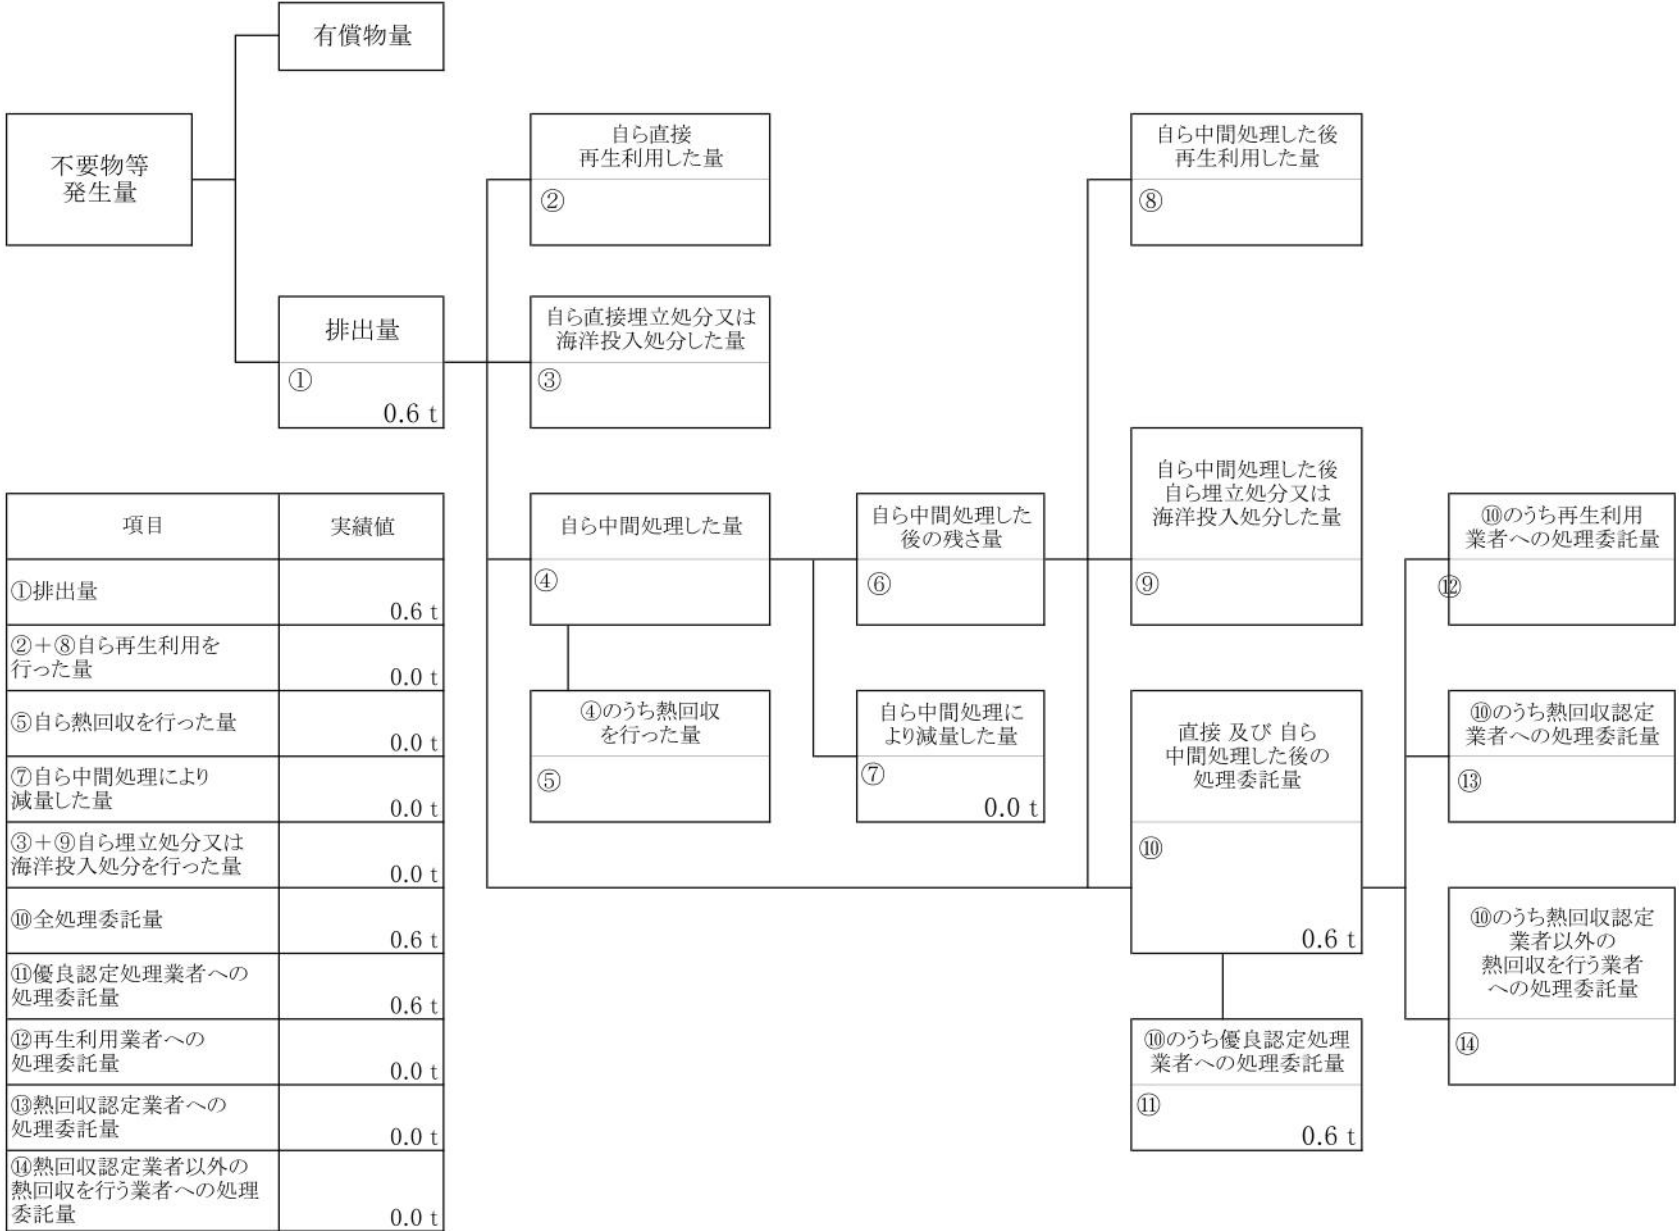 有償物量
不要物等
発生量
自ら直接
再生利用した量
②
自ら中間処理した後
再生利用した量
⑧
排出量
①
0.6 t
自ら直接埋立処分又は
海洋投入処分した量
③
自ら中間処理した量
④
自ら中間処理した
後の残さ量
⑥
自ら中間処理した後
自ら埋立処分又は
海洋投入処分した量
⑨
⑩のうち再生利用
業者への処理委託量
⑫
④のうち熱回収
を行った量
⑤
自ら中間処理に
より減量した量
⑦
0.0 t
直接 及び 自ら
中間処理した後の
処理委託量
⑩
0.6 t
⑩のうち熱回収認定
業者への処理委託量
⑬
⑩のうち熱回収認定
業者以外の
熱回収を行う業者
への処理委託量
⑭
⑩のうち優良認定処理
業者への処理委託量
⑪
0.6 t
項目 実績値
①排出量
0.6 t
②+⑧自ら再生利用を
行った量
0.0 t
⑤自ら熱回収を行った量
0.0 t
⑦自ら中間処理により
減量した量
0.0 t
③+⑨自ら埋立処分又は
海洋投入処分を行った量
0.0 t
⑩全処理委託量
0.6 t
⑪優良認定処理業者への
処理委託量
0.6 t
⑫再生利用業者への
処理委託量
0.0 t
⑬熱回収認定業者への
処理委託量
0.0 t
⑭熱回収認定業者以外の
熱回収を行う業者への処理
委託量
0.0 t